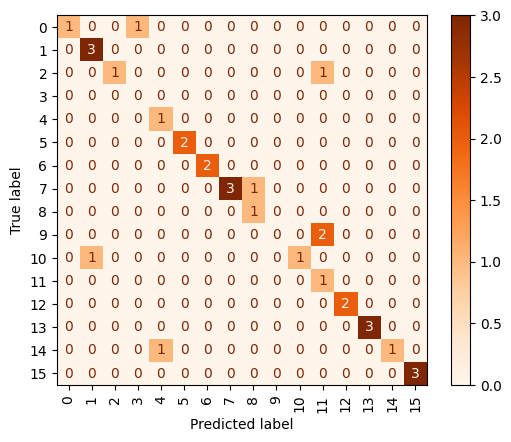 True label
0 1 0 0 1 0 0 0 0 0 0 0 0 0 0 0 0
1 0 3 0 0 0 0 0 0 0 0 0 0 0 0 0 0
2 0 0 1 0 0 0 0 0 0 0 0 1 0 0 0 0
3 0 0 0 0 0 0 0 0 0 0 0 0 0 0 0 0
4 0 0 0 0 1 0 0 0 0 0 0 0 0 0 0 0
5 0 0 0 0 0 2 0 0 0 0 0 0 0 0 0 0
6 0 0 0 0 0 0 2 0 0 0 0 0 0 0 0 0
7 0 0 0 0 0 0 0 3 1 0 0 0 0 0 0 0
8 0 0 0 0 0 0 0 0 1 0 0 0 0 0 0 0
9 0 0 0 0 0 0 0 0 0 0 0 2 0 0 0 0
10 0 1 0 0 0 0 0 0 0 0 1 0 0 0 0 0
11 0 0 0 0 0 0 0 0 0 0 0 1 0 0 0 0
12 0 0 0 0 0 0 0 0 0 0 0 0 2 0 0 0
13 0 0 0 0 0 0 0 0 0 0 0 0 0 3 0 0
14 0 0 0 0 1 0 0 0 0 0 0 0 0 0 1 0
15 0 0 0 0 0 0 0 0 0 0 0 0 0 0 0 3
0 1 2 3 4 5 6 7 8 9 10 11 12 13 14 15
Predicted label
3.0
2.5
2.0
1.5
1.0
0.5
0.0